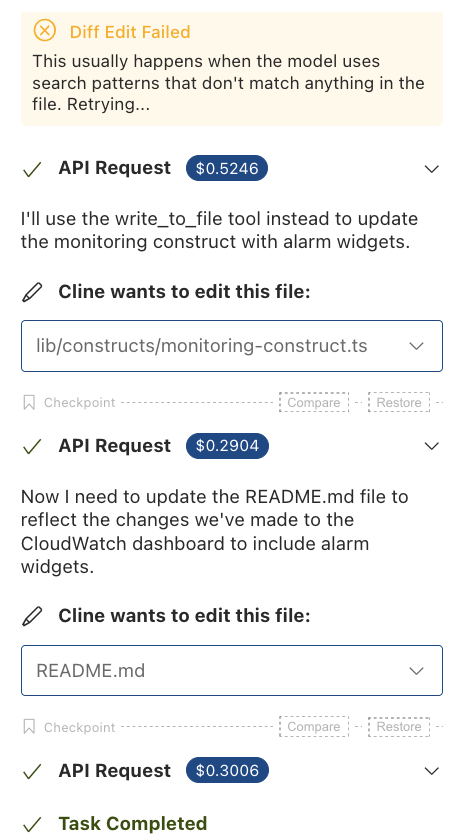 Diff Edit Failed
This usually happens when the model uses
search patterns that don't match anything in the
file. Retrying...
API Request $0.5246
I'll use the write_to_file tool instead to update
the monitoring construct with alarm widgets.
Cline wants to edit this file:
lib/constructs/monitoring-construct.ts
Checkpoint Compare Restore
API Request $0.2904
Now I need to update the README.md file to
reflect the changes we've made to the
CloudWatch dashboard to include alarm
widgets.
Cline wants to edit this file:
README.md
Checkpoint Compare Restore
API Request $0.3006
Task Completed